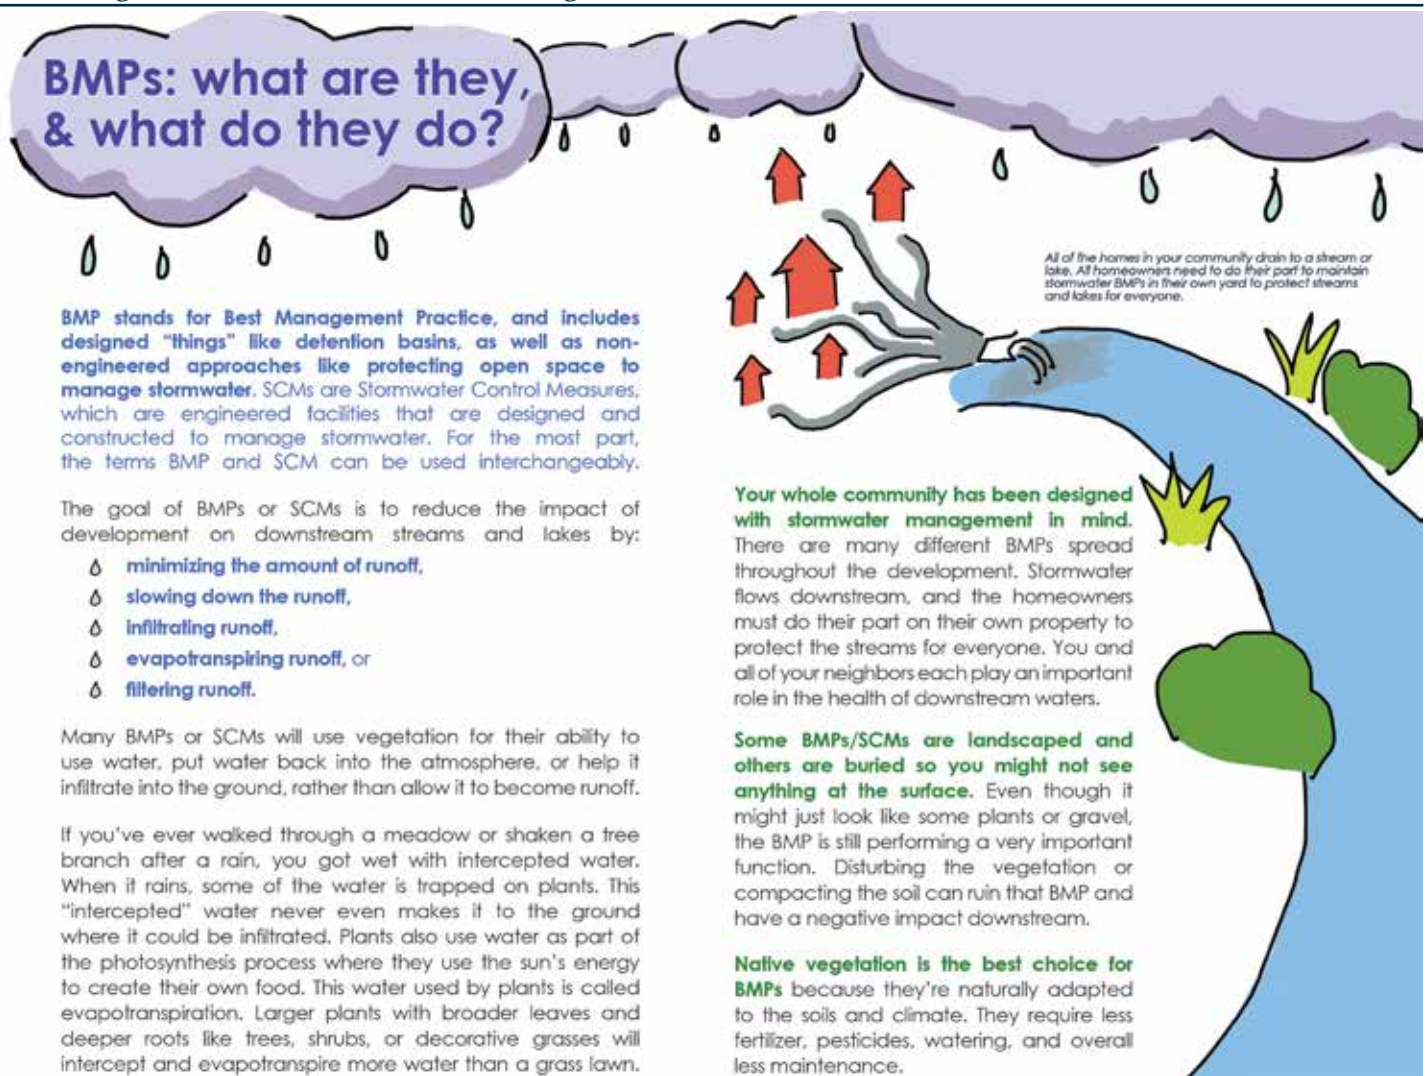 BMPs: what are they,
& what do they do?
BMP stands for Best Management Practice, and includes
designed "things" like detention basins, as well as non-
engineered approaches like protecting open space to
manage stormwater. SCMs are Stormwater Control Measures,
which are engineered facilities that are designed and
constructed to manage stormwater. For the most part,
the terms BMP and SCM can be used interchangeably.
The goal of BMPs or SCMs is to reduce the impact of
development on downstream streams and lakes by:
minimizing the amount of runoff,
slowing down the runoff,
infiltrating runoff,
evapotranspiring runoff, or
filtering runoff.
Many BMPs or SCMs will use vegetation for their ability to
use water, put water back into the atmosphere, or help it
infiltrate into the ground, rather than allow it to become runoff.
If you've ever walked through a meadow or shaken a tree
branch after a rain, you got wet with intercepted water.
When it rains, some of the water is trapped on plants. This
"intercepted" water never even makes it to the ground
where it could be infiltrated. Plants also use water as part of
the photosynthesis process where they use the sun's energy
to create their own food. This water used by plants is called
evapotranspiration. Larger plants with broader leaves and
deeper roots like trees, shrubs, or decorative grasses will
intercept and evapotranspire more water than a grass lawn.
All of the homes in your community drain to a stream or
lake. All homeowners need to do their part to maintain
stormwater BMPs in their own yard to protect streams
and lakes for everyone.
Your whole community has been designed
with stormwater management in mind.
There are many different BMPs spread
throughout the development. Stormwater
flows downstream, and the homeowners
must do their part on their own property to
protect the streams for everyone. You and
all of your neighbors each play an important
role in the health of downstream waters.
Some BMPs/SCMs are landscaped and
others are buried so you might not see
anything at the surface. Even though it
might just look like some plants or gravel,
the BMP is still performing a very important
function. Disturbing the vegetation or
compacting the soil can ruin that BMP and
have a negative impact downstream.
Native vegetation is the best choice for
BMPs because they're naturally adapted
to the soils and climate. They require less
fertilizer, pesticides, watering, and overall
less maintenance.